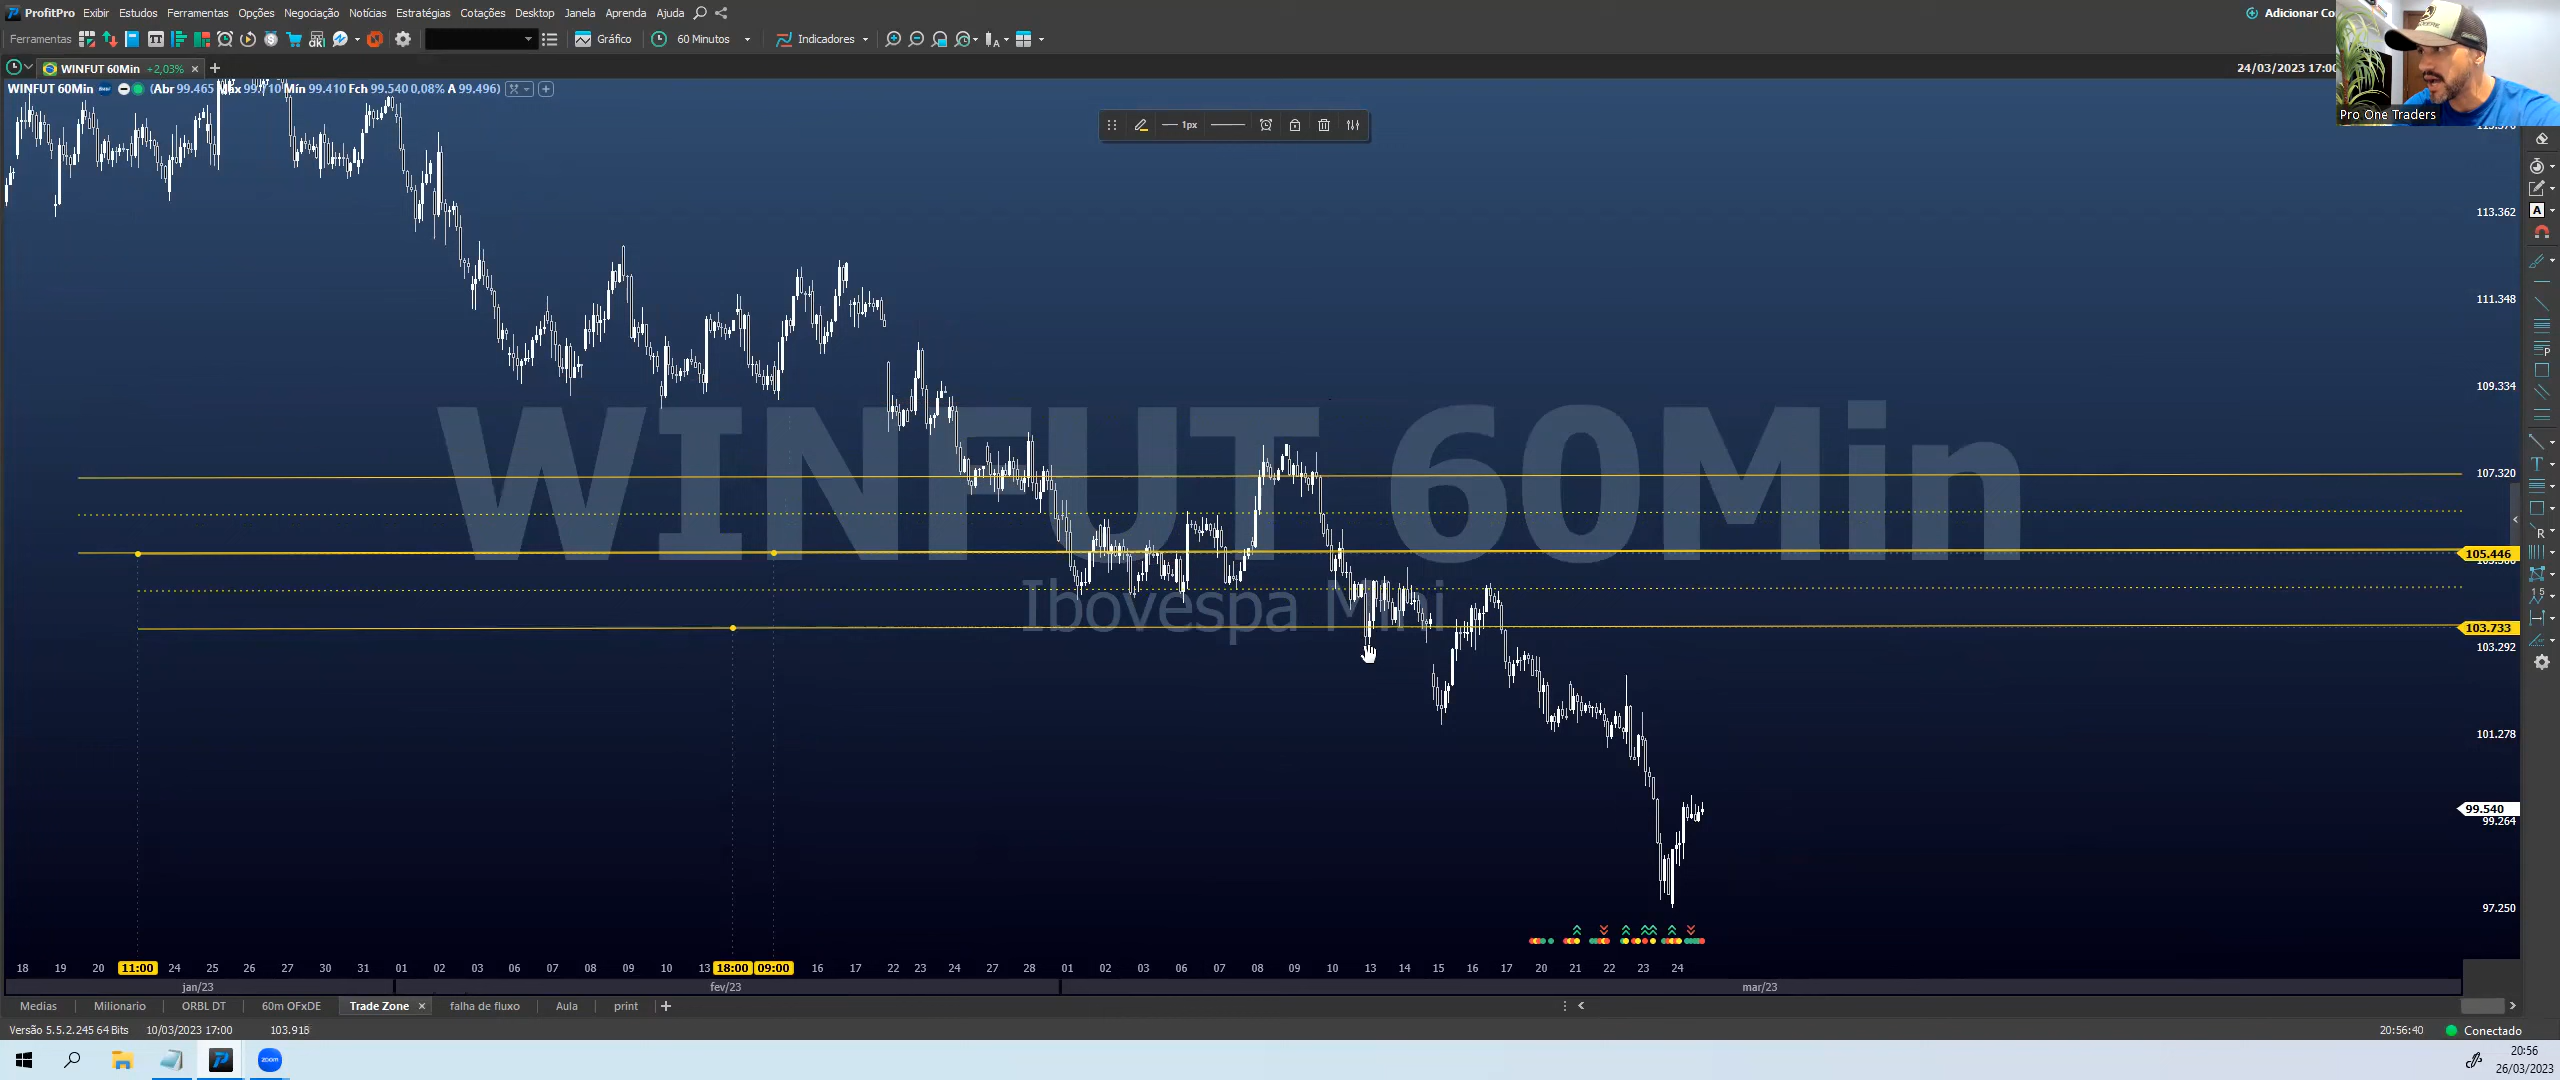 ProfitPro Exibir Estudos Ferramentas Opções Negociação Notícias Estratégias Cotações Desktop Janela Aprenda Ajuda
Adicionar Co
Ferramentas
Gráfico
60 Minutos
Indicadores
WINFUT 60Min +2,03%
24/03/2023 17:00
WINFUT 60Min
(Abr 99.465 Máx Mín 99.410 Fch 99.540 0,08% A 99.496)
1px
Pro One Traders
113.362
111.348
109.334
107.320
105.446
103.733
103.292
101.278
99.540
99.264
97.250
WINFUT 60Min
Ibovespa Mini
18 19 20 11:00 24 25 26 27 30 31 01 02 03 06 07 08 09 10 13 18:00 09:00 16 17 22 23 24 27 28 01 02 03 06 07 08 09 10 13 14 15 16 17 20 21 22 23 24
jan/23 fev/23 mar/23
Medias Milionario ORBL DT 60m OFxDE Trade Zone falha de fluxo Aula print
Versão 5.5.2.245 64 Bits 10/03/2023 17:00 103.918
20:56:40 Conectado
zoom
20:56
26/03/2023